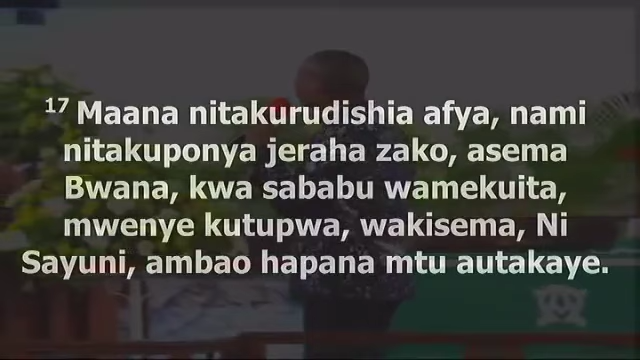 17 Maana nitakurudishia afya, nami
nitakuponya jeraha zako, asema
Bwana, kwa sababu wamekuita,
mwenye kutupwa, wakisema, Ni
Sayuni, ambao hapana mtu autakaye.